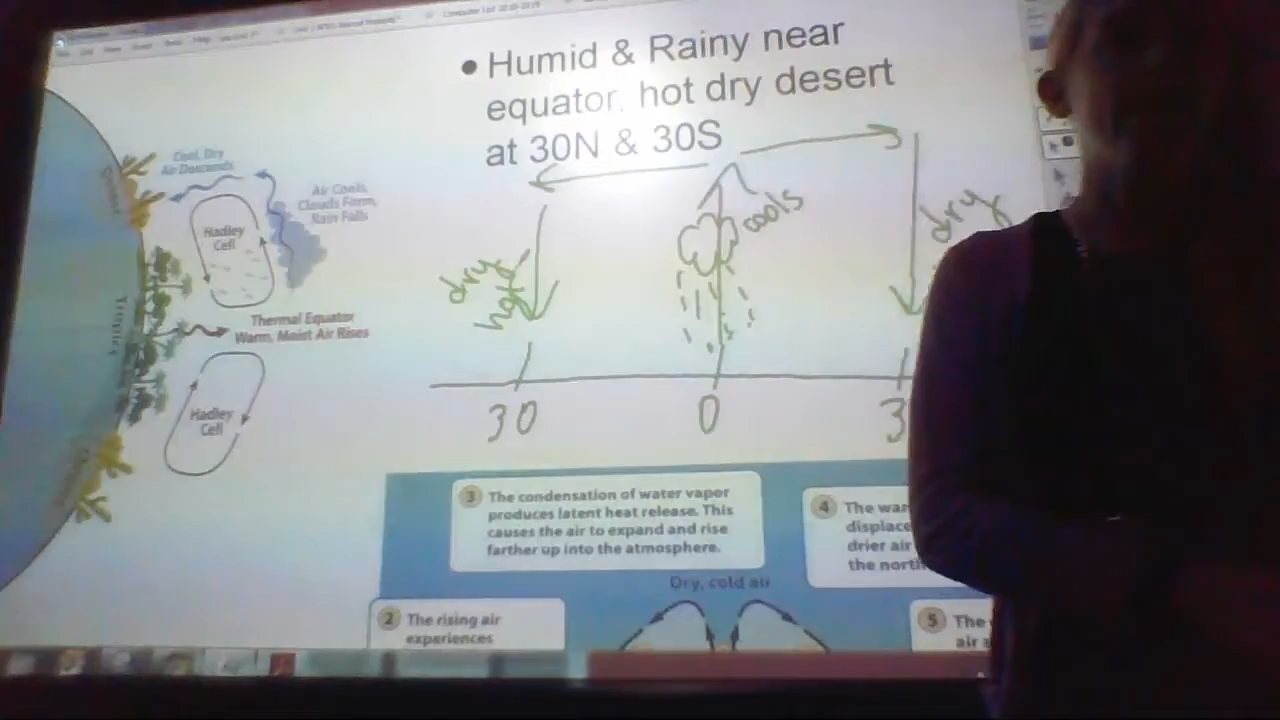 • Humid & Rainy near
equator, hot dry desert
at 30N & 30S
Cool, Dry
Air Descends
Air Cools,
Clouds Form,
Rain Falls
Hadley
Cell
Thermal Equator
Warm, Moist Air Rises
Hadley
Cell
Tropics
cools
dry
hot
dry
30
0
3
3 The condensation of water vapor
produces latent heat release. This
causes the air to expand and rise
farther up into the atmosphere.
4 The war
displace
drier air
the north
Dry, cold air
2 The rising air
experiences
5 The
air